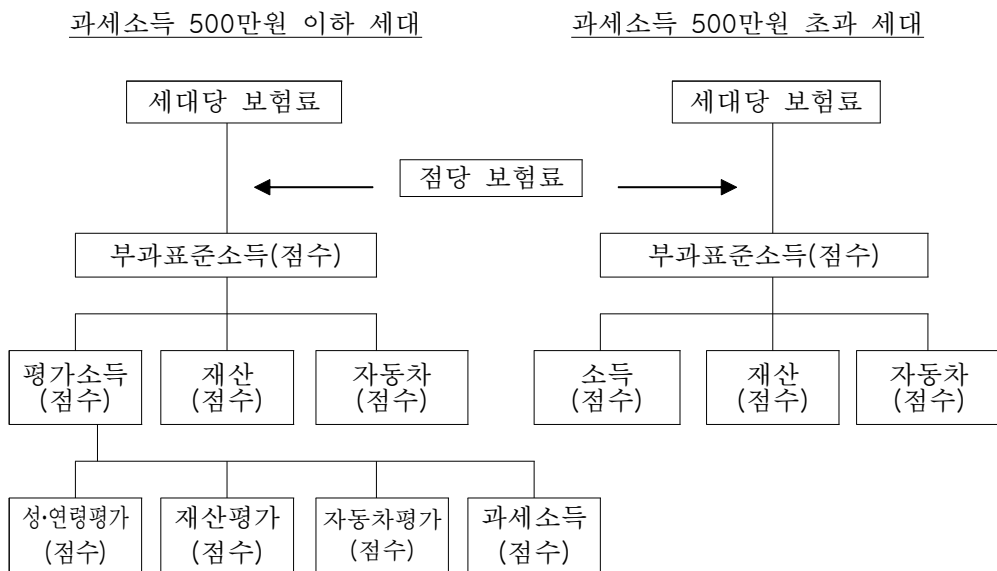 과세소득 500만원 이하 세대
과세소득 500만원 초과 세대
세대당 보험료
세대당 보험료
점당 보험료
부과표준소득(점수)
부과표준소득(점수)
평가소득
(점수)
재산
(점수)
자동차
(점수)
소득
(점수)
재산
(점수)
자동차
(점수)
성·연령평가
(점수)
재산평가
(점수)
자동차평가
(점수)
과세소득
(점수)